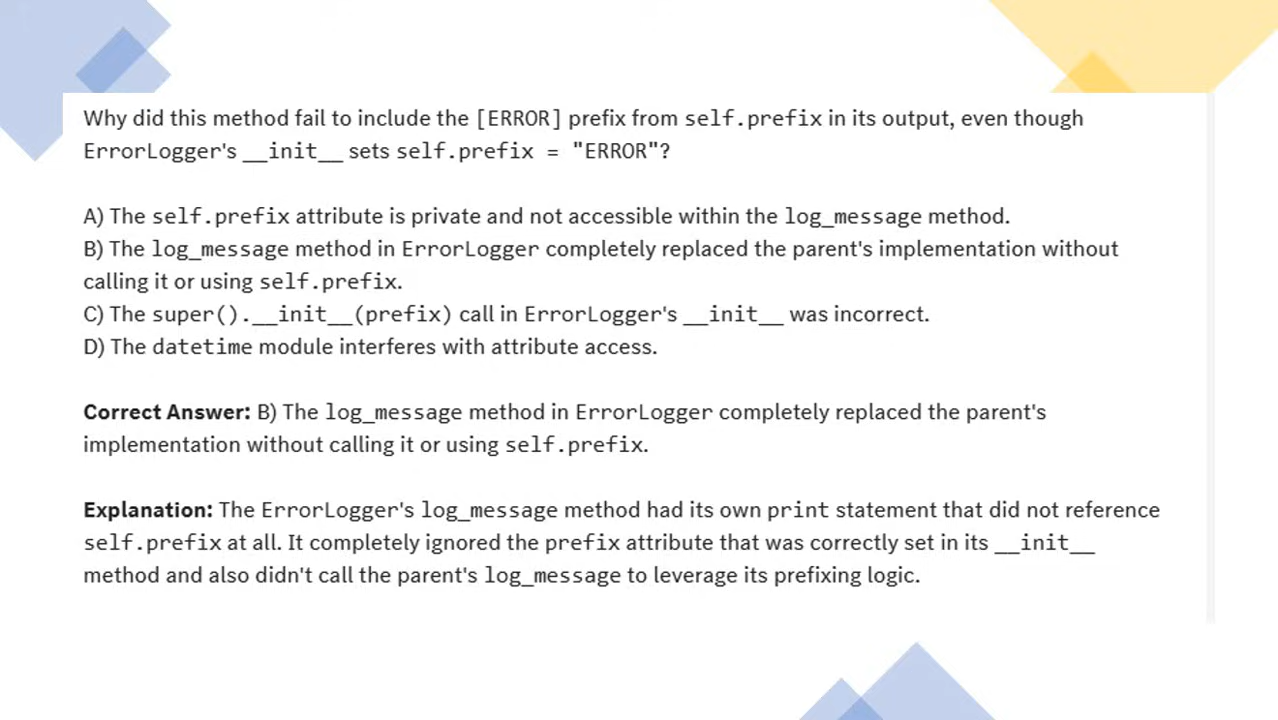 Why did this method fail to include the [ERROR] prefix from self.prefix in its output, even though
ErrorLogger's __init__ sets self.prefix = "ERROR"?
A) The self.prefix attribute is private and not accessible within the log_message method.
B) The log_message method in ErrorLogger completely replaced the parent's implementation without
calling it or using self.prefix.
C) The super().__init__(prefix) call in ErrorLogger's __init__ was incorrect.
D) The datetime module interferes with attribute access.
Correct Answer: B) The log_message method in ErrorLogger completely replaced the parent's
implementation without calling it or using self.prefix.
Explanation: The ErrorLogger's log_message method had its own print statement that did not reference
self.prefix at all. It completely ignored the prefix attribute that was correctly set in its __init__
method and also didn't call the parent's log_message to leverage its prefixing logic.